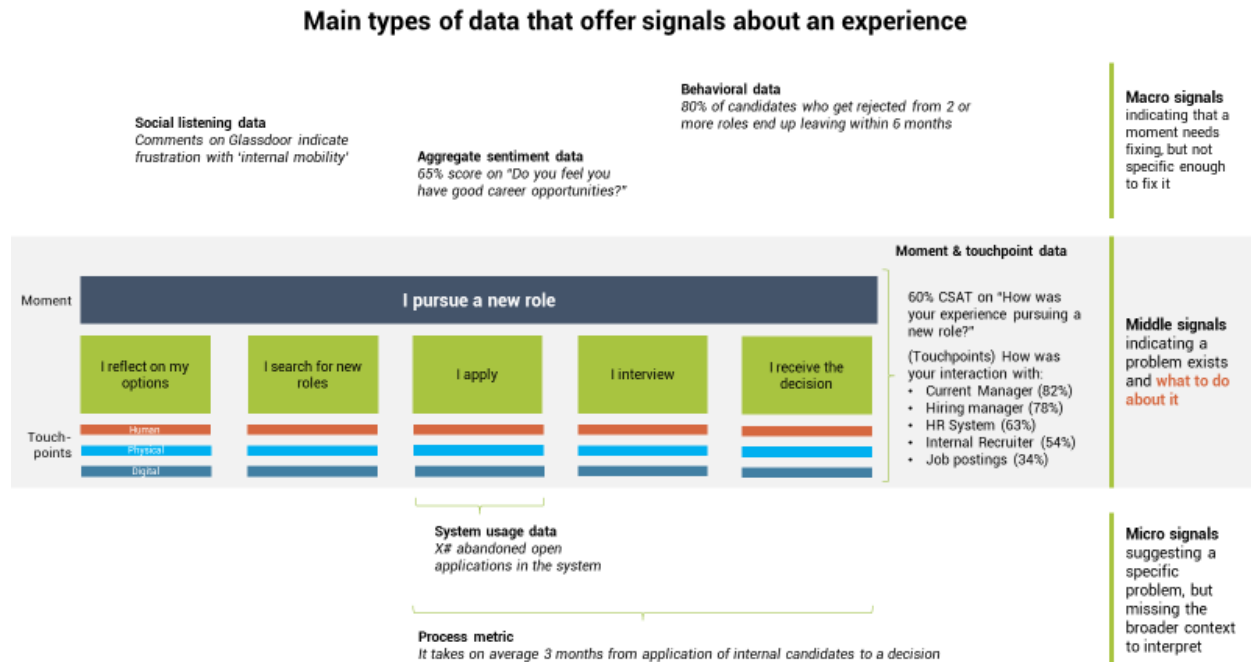 Main types of data that offer signals about an experience
Social listening data
Comments on Glassdoor indicate
frustration with ‘internal mobility’
Aggregate sentiment data
65% score on “Do you feel you
have good career opportunities?”
Behavioral data
80% of candidates who get rejected from 2 or
more roles end up leaving within 6 months
Macro signals
indicating that a
moment needs
fixing, but not
specific enough
to fix it
Moment
I pursue a new role
I reflect on my
options
I search for new
roles
I apply
I interview
I receive the
decision
Touch-
points
Human
Physical
Digital
Moment & touchpoint data
60% CSAT on “How was
your experience pursuing a
new role?”
(Touchpoints) How was
your interaction with:
• Current Manager (82%)
• Hiring manager (78%)
• HR System (63%)
• Internal Recruiter (54%)
• Job postings (34%)
Middle signals
indicating a
problem exists
and what to do
about it
System usage data
X# abandoned open
applications in the system
Process metric
It takes on average 3 months from application of internal candidates to a decision
Micro signals
suggesting a
specific
problem, but
missing the
broader context
to interpret